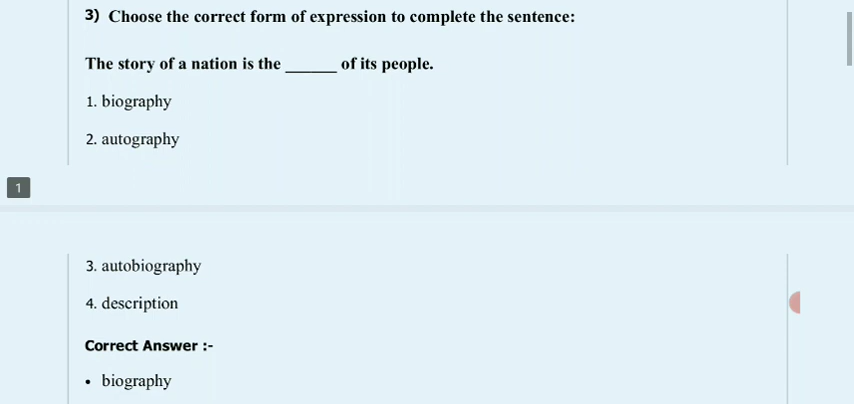 3) Choose the correct form of expression to complete the sentence:
The story of a nation is the ______ of its people.
1. biography
2. autography
1
3. autobiography
4. description
Correct Answer :-
• biography